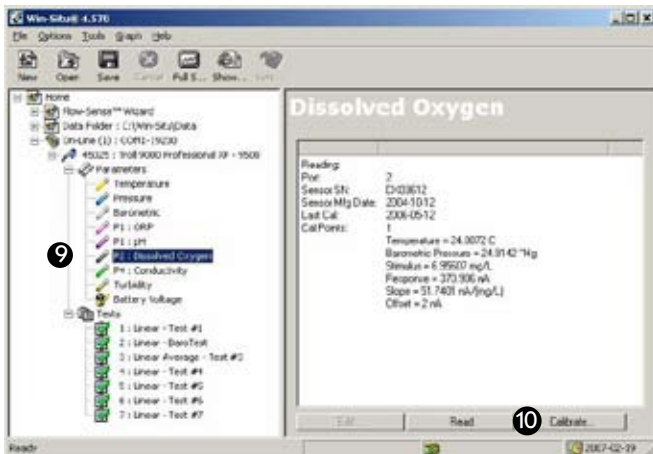 Win-Situ® 4.570
File Options Tools Graph Help
New Open Save Cancel Full S... Show...
Home
Flow-Sense™ Wizard
Data Folder : C:\Win-Situ\Data
On-Line (1) : COM1-19200
45025 : Troll 9000 Professional XP - 9500
Parameters
Temperature
Pressure
Barometric
P1 : ORP
P1 : pH
9
P2 : Dissolved Oxygen
P4 : Conductivity
Turbidity
Battery Voltage
Tests
1 : Linear - Test #1
2 : Linear - BaroTest
3 : Linear Average - Test #3
4 : Linear - Test #4
5 : Linear - Test #5
6 : Linear - Test #6
7 : Linear - Test #7
Dissolved Oxygen
Reading:
Port: 2
Sensor SN:
Sensor Mfg Date: 2004-10-12
Last Cal: 2006-05-12
Cal Points: 1
Temperature = 24.0072 C
Barometric Pressure = 24.9142 "Hg
Stimulus = 6.95607 mg/L
Response = 370.906 nA
Slope = 51.7401 nA/(mg/L)
Offset = 2 nA
Edit... Read 10 Calibrate...
Ready 2007-02-19